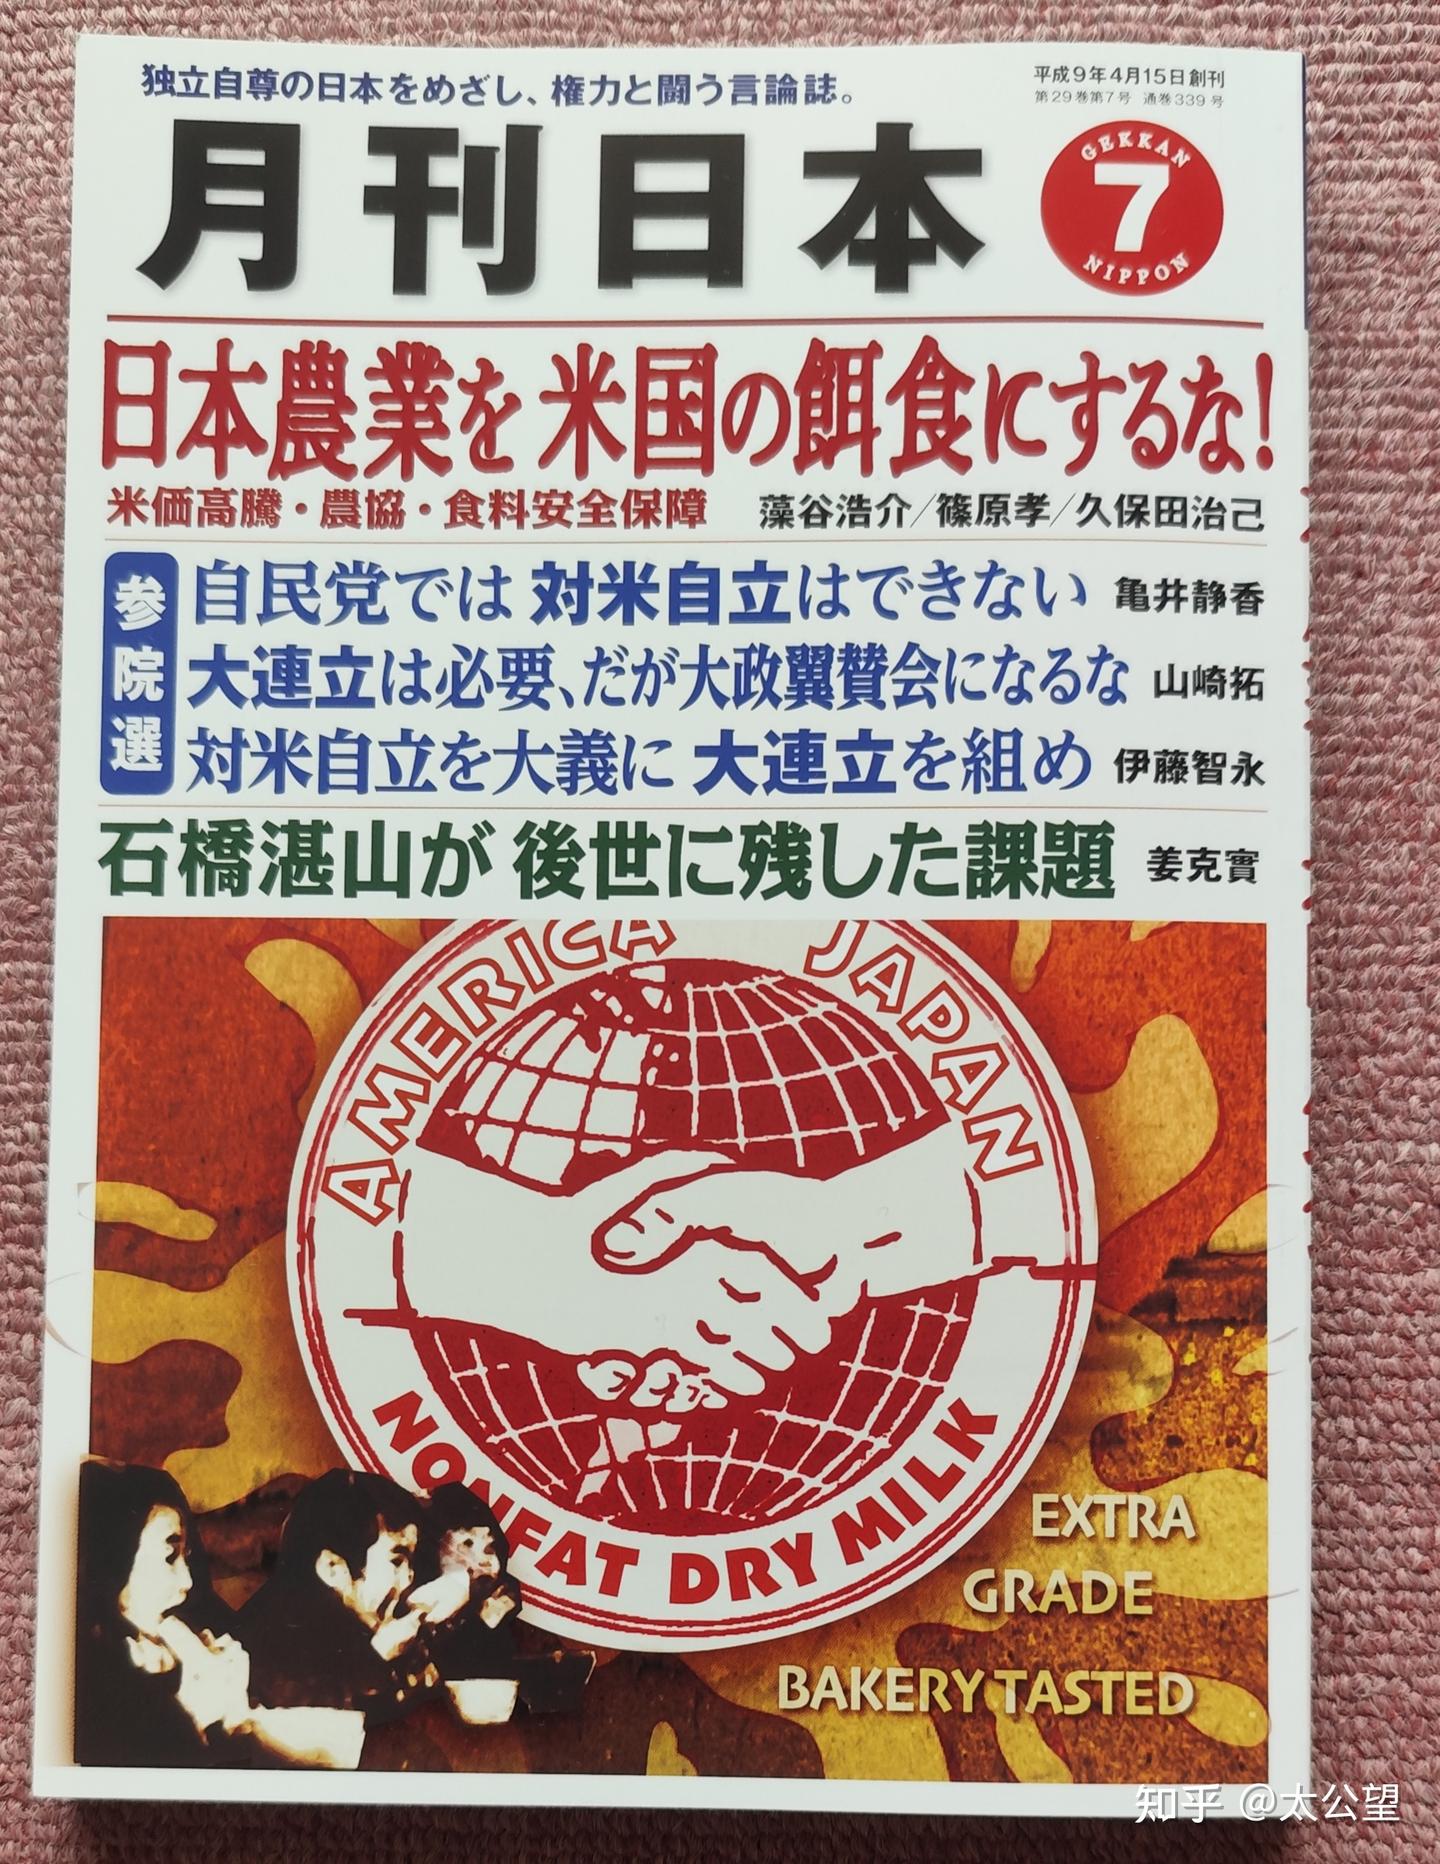 独立自尊の日本をめざし、権力と闘う言論誌。
平成9年4月15日創刊
第29巻第7号 通巻339号
月刊日本
GEKKAN
7
NIPPON
日本農業を米国の餌食にするな!
米価高騰・農協・食料安全保障 藻谷浩介/篠原孝/久保田治己
参院選
自民党では対米自立はできない 亀井静香
大連立は必要、だが大政翼賛会になるな 山崎拓
対米自立を大義に大連立を組め 伊藤智永
石橋湛山が後世に残した課題 姜克實
AMERICA JAPAN
NONFAT DRY MILK
EXTRA
GRADE
BAKERY TASTED
知乎 @太公望